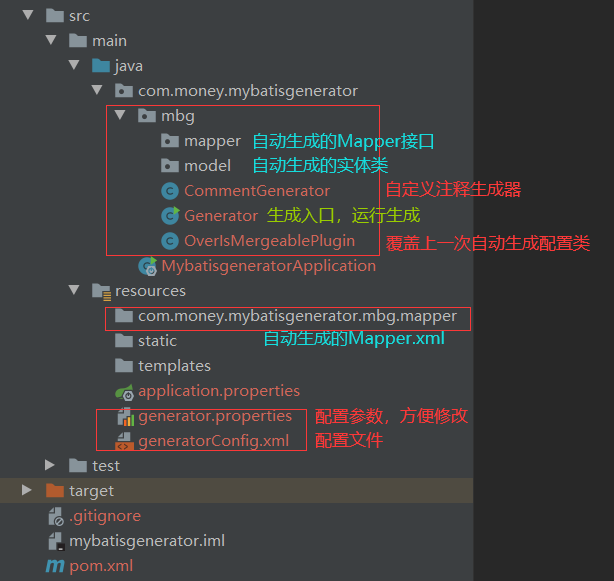 src
main
java
com.money.mybatisgenerator
mbg
mapper 自动生成的Mapper接口
model 自动生成的实体类
CommentGenerator 自定义注释生成器
Generator 生成入口，运行生成
OverIsMergeablePlugin 覆盖上一次自动生成配置类
MybatisgeneratorApplication
resources
com.money.mybatisgenerator.mbg.mapper
static 自动生成的Mapper.xml
templates
application.properties
generator.properties 配置参数，方便修改
generatorConfig.xml 配置文件
test
target
.gitignore
mybatisgenerator.iml
pom.xml